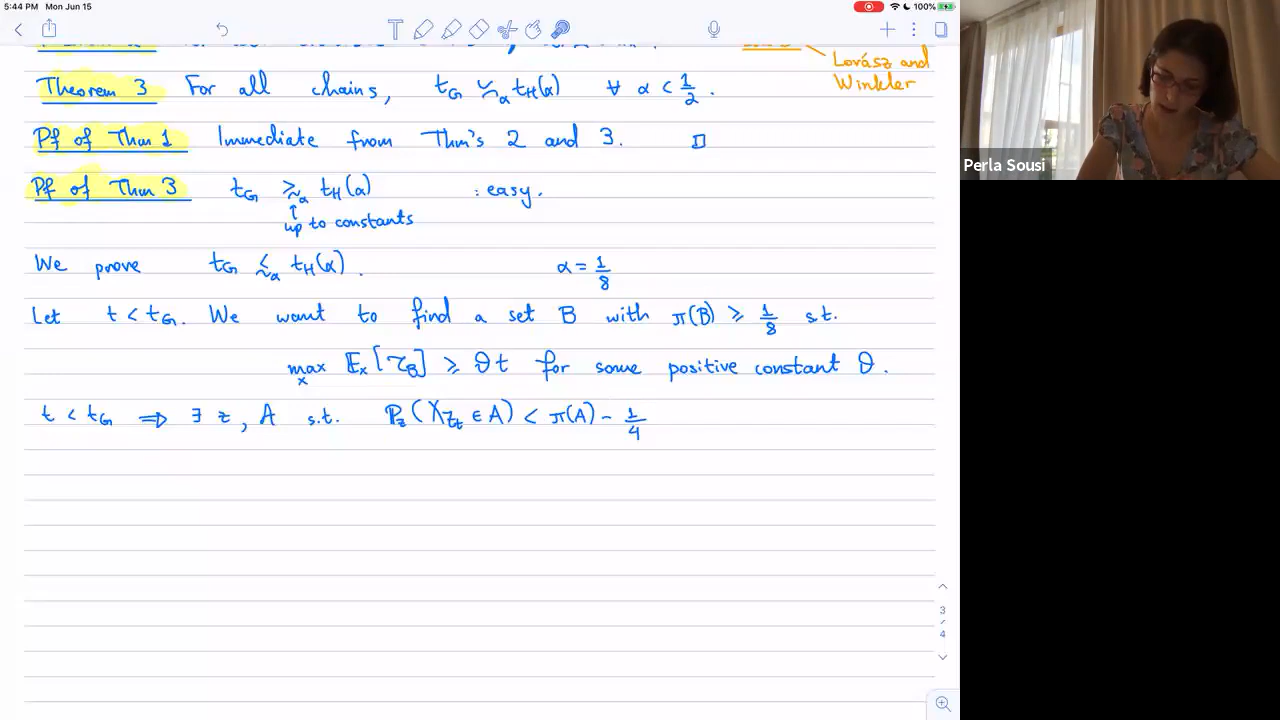 5:44 PM Mon Jun 15
100%
Lovász and
Winkler
Theorem 3 For all chains, t_G ≍_α t_H(α) ∀ α < 1/2 .
Pf of Thm 1 Immediate from Thm's 2 and 3. □
Pf of Thm 3 t_G ≳_α t_H(α) : easy.
↑
up to constants
We prove t_G ≲_α t_H(α) . α = 1/8
Let t < t_G. We want to find a set B with π(B) ≥ 1/8 s.t.
max_x E_x[τ_B] ≥ θt for some positive constant θ.
t < t_G ⟹ ∃ z, A s.t. P_z(X_{Z_t} ∈ A) < π(A) - 1/4
3
/
4
Perla Sousi